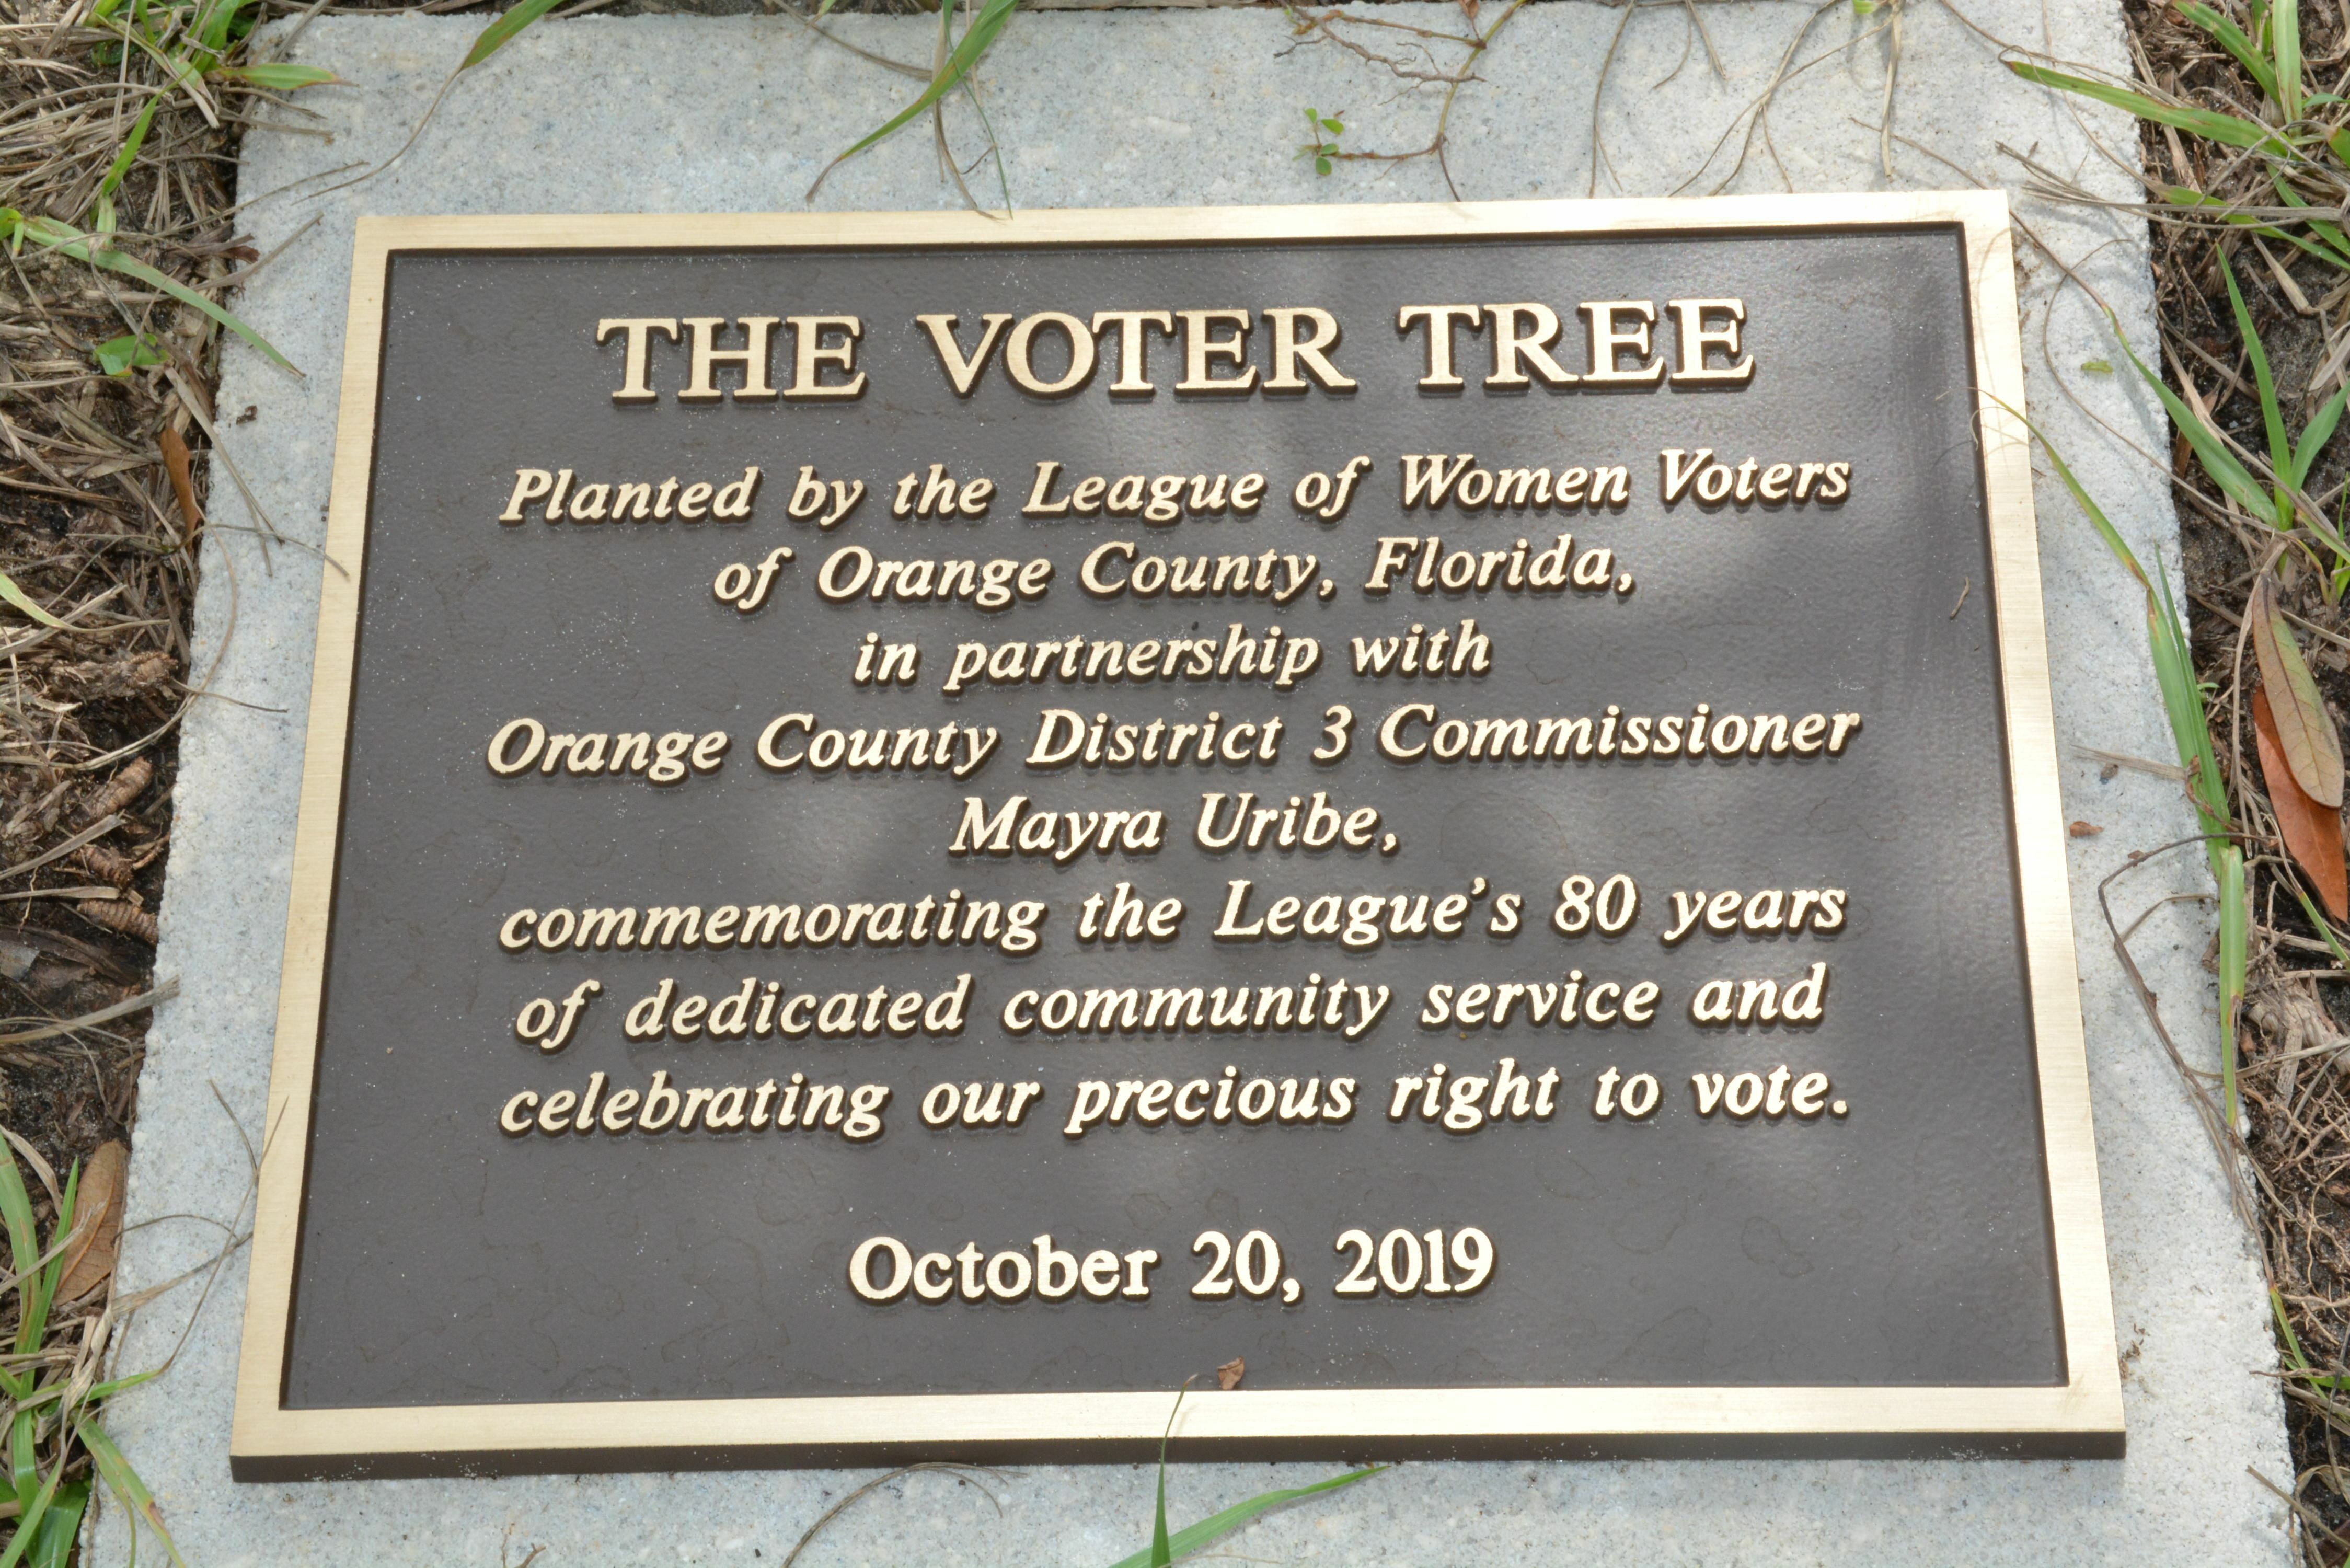 THE VOTER TREE
Planted by the League of Women Voters
of Orange County, Florida,
in partnership with
Orange County District 3 Commissioner
Mayra Uribe,
commemorating the League's 80 years
of dedicated community service and
celebrating our precious right to vote.
October 20, 2019